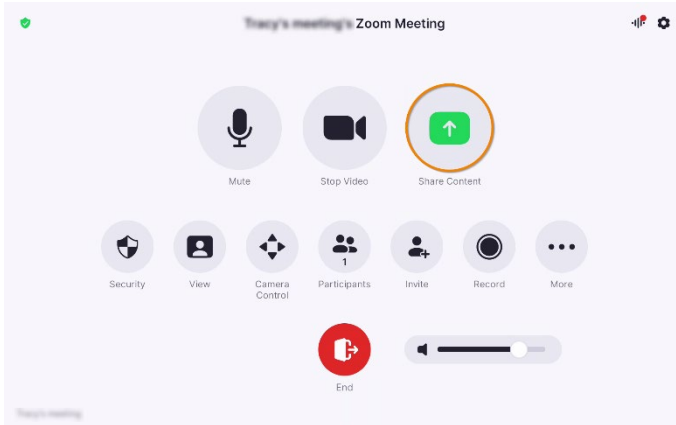 Zoom Meeting
Mute
Stop Video
Share Content
Security
View
Camera
Control
Participants
1
Invite
Record
More
End